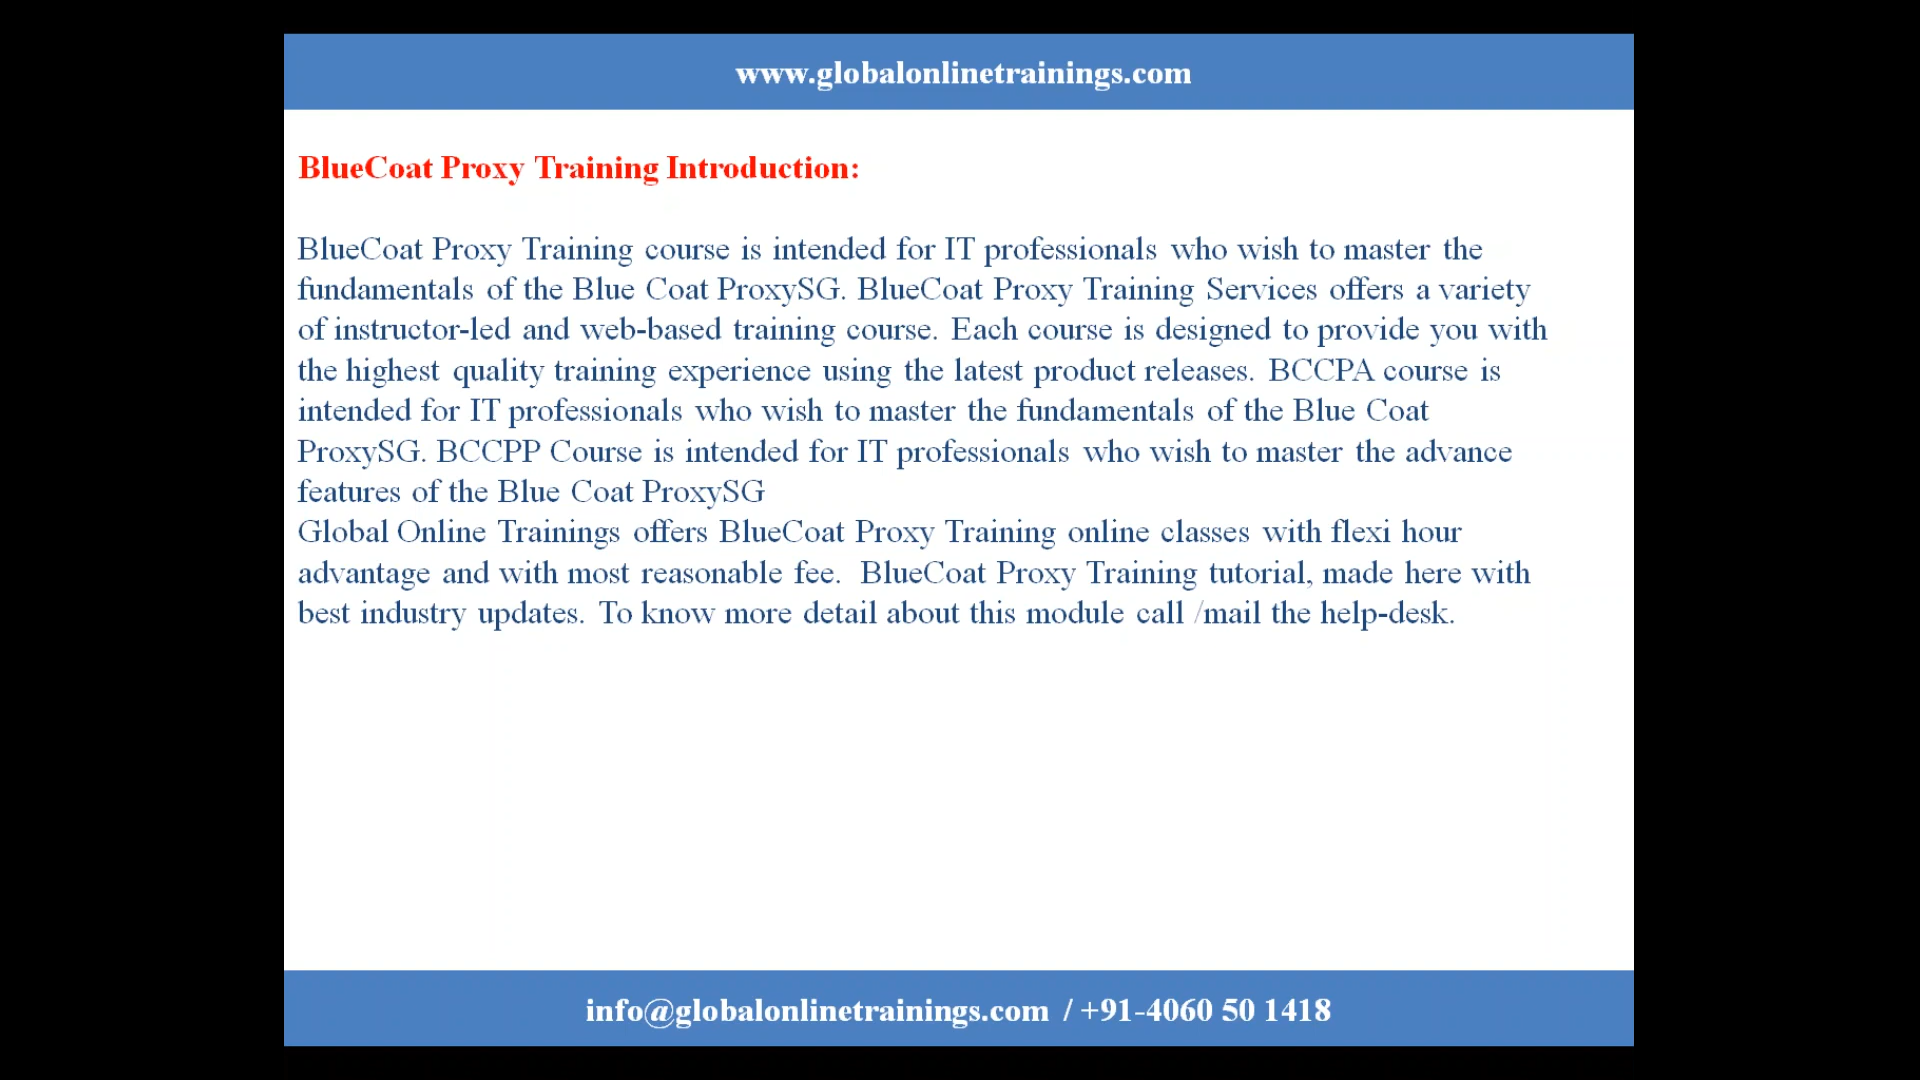 www.globalonlinetrainings.com
BlueCoat Proxy Training Introduction:
BlueCoat Proxy Training course is intended for IT professionals who wish to master the
fundamentals of the Blue Coat ProxySG. BlueCoat Proxy Training Services offers a variety
of instructor-led and web-based training course. Each course is designed to provide you with
the highest quality training experience using the latest product releases. BCCPA course is
intended for IT professionals who wish to master the fundamentals of the Blue Coat
ProxySG. BCCPP Course is intended for IT professionals who wish to master the advance
features of the Blue Coat ProxySG
Global Online Trainings offers BlueCoat Proxy Training online classes with flexi hour
advantage and with most reasonable fee.  BlueCoat Proxy Training tutorial, made here with
best industry updates.  To know more detail about this module call /mail the help-desk.
info@globalonlinetrainings.com / +91-4060 50 1418